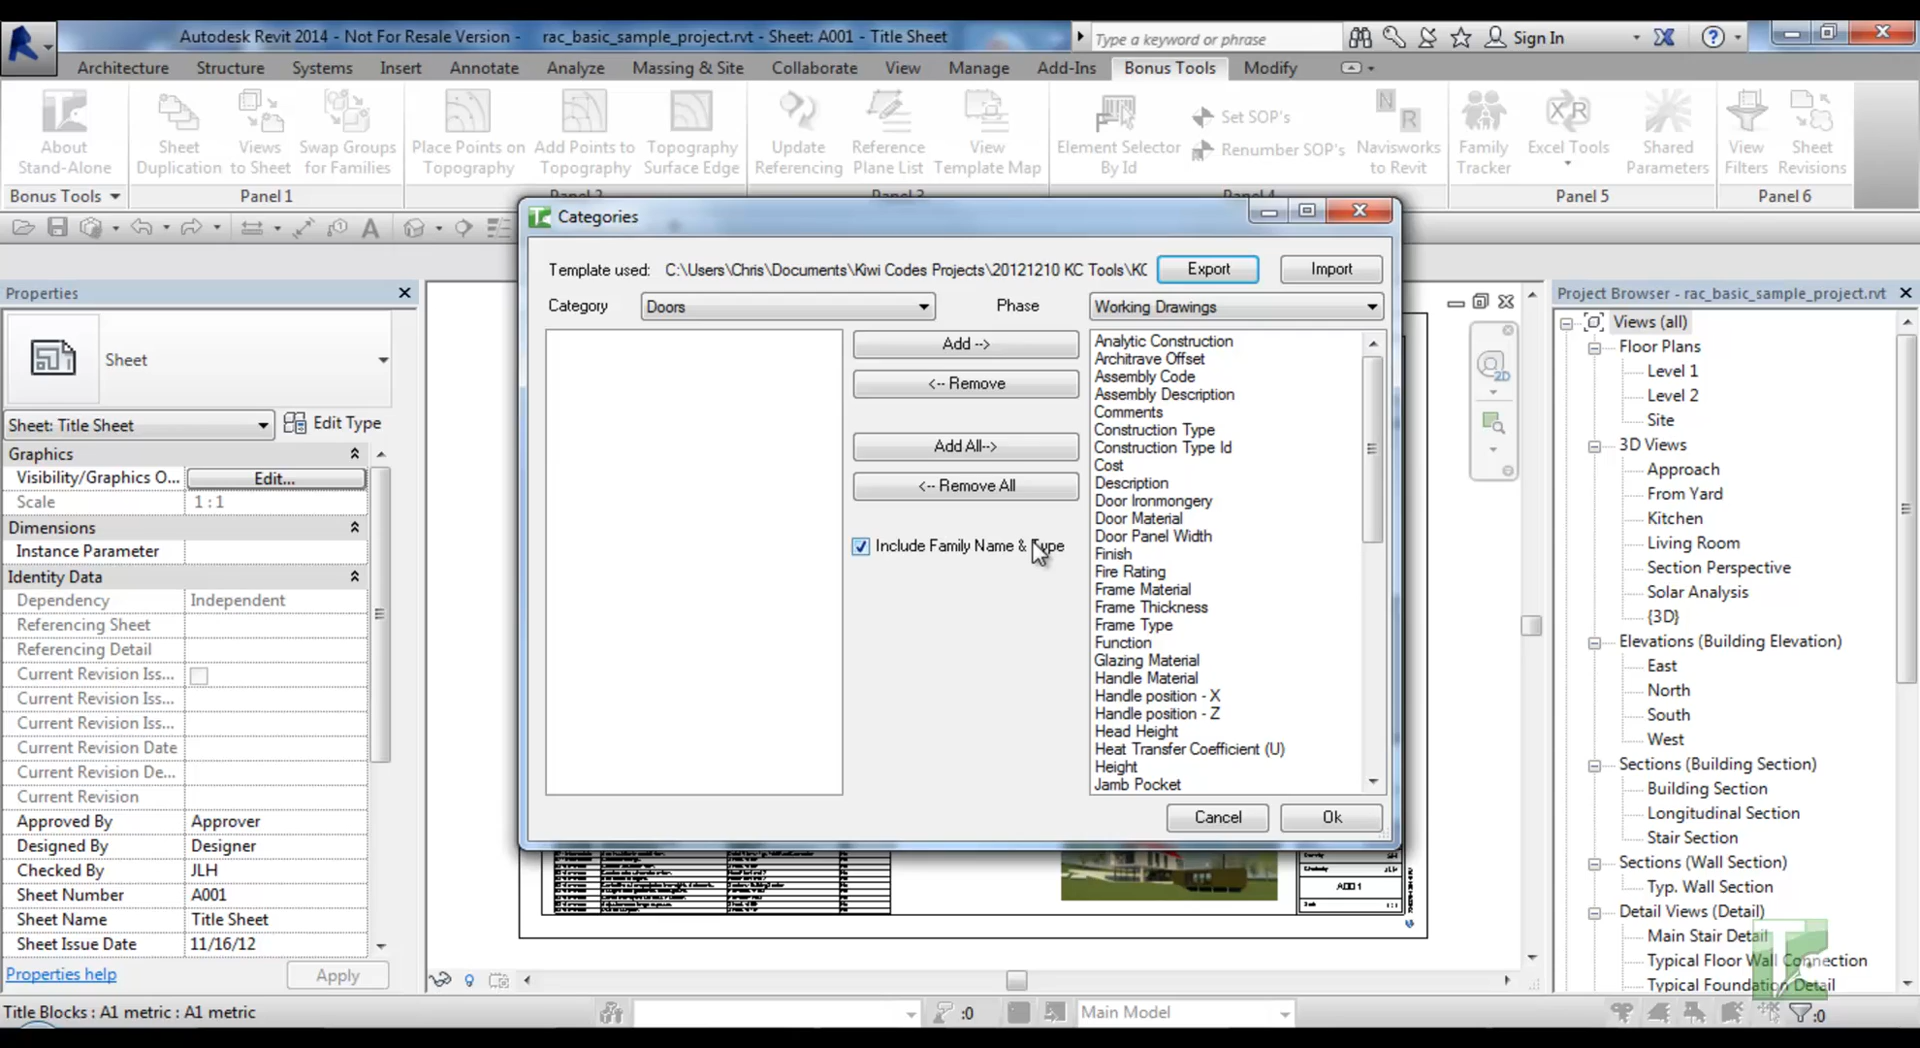 Autodesk Revit 2014 - Not For Resale Version - rac_basic_sample_project.rvt - Sheet: A001 - Title Sheet
Type a keyword or phrase
Sign In
Architecture Structure Systems Insert Annotate Analyze Massing & Site Collaborate View Manage Add-Ins Bonus Tools Modify
About Stand-Alone
Sheet Duplication
Views to Sheet
Swap Groups for Families
Place Points on Topography
Add Points to Topography
Topography Surface Edge
Update Referencing
Reference Plane List
View Template Map
Element Selector By Id
Set SOP's
Renumber SOP's
Navisworks to Revit
Family Tracker
Excel Tools
Shared Parameters
View Filters
Sheet Revisions
Bonus Tools
Panel 1
Panel 5
Panel 6
Properties
Sheet
Sheet: Title Sheet
Edit Type
Graphics
Visibility/Graphics O... Edit...
Scale 1 : 1
Dimensions
Instance Parameter
Identity Data
Dependency Independent
Referencing Sheet
Referencing Detail
Current Revision Iss...
Current Revision Iss...
Current Revision Iss...
Current Revision Date
Current Revision De...
Current Revision
Approved By Approver
Designed By Designer
Checked By JLH
Sheet Number A001
Sheet Name Title Sheet
Sheet Issue Date 11/16/12
Properties help
Apply
Categories
Template used: C:\Users\Chris\Documents\Kiwi Codes Projects\20121210 KC Tools\KC
Export
Import
Category Doors
Phase Working Drawings
Add -->
<-- Remove
Add All-->
<-- Remove All
Include Family Name & Type
Analytic Construction
Architrave Offset
Assembly Code
Assembly Description
Comments
Construction Type
Construction Type Id
Cost
Description
Door Ironmongery
Door Material
Door Panel Width
Finish
Fire Rating
Frame Material
Frame Thickness
Frame Type
Function
Glazing Material
Handle Material
Handle position - X
Handle position - Z
Head Height
Heat Transfer Coefficient (U)
Height
Jamb Pocket
Cancel
Ok
2D
Project Browser - rac_basic_sample_project.rvt
Views (all)
Floor Plans
Level 1
Level 2
Site
3D Views
Approach
From Yard
Kitchen
Living Room
Section Perspective
Solar Analysis
{3D}
Elevations (Building Elevation)
East
North
South
West
Sections (Building Section)
Building Section
Longitudinal Section
Stair Section
Sections (Wall Section)
Typ. Wall Section
Detail Views (Detail)
Main Stair Detail
Typical Floor Wall Connection
Typical Foundation Detail
Title Blocks : A1 metric : A1 metric
:0
Main Model
:0